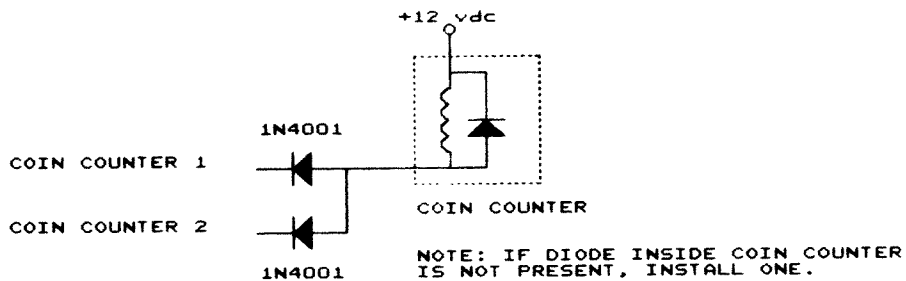 +12 vdc
1N4001
COIN COUNTER 1
COIN COUNTER
COIN COUNTER 2
1N4001
NOTE: IF DIODE INSIDE COIN COUNTER
IS NOT PRESENT, INSTALL ONE.